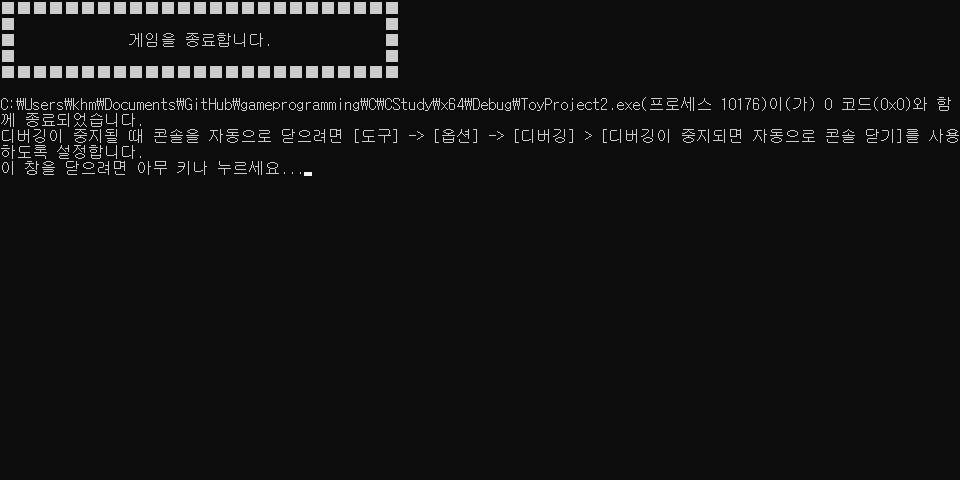 게임을 종료합니다.
C:₩Users₩khm₩Documents₩GitHub₩gameprogramming₩C₩CStudy₩x64₩Debug₩ToyProject2.exe(프로세스 10176)이(가) 0 코드(0x0)와 함
께 종료되었습니다.
디버깅이 중지될 때 콘솔을 자동으로 닫으려면 [도구] -> [옵션] -> [디버깅] > [디버깅이 중지되면 자동으로 콘솔 닫기]를 사용
하도록 설정합니다.
이 창을 닫으려면 아무 키나 누르세요...